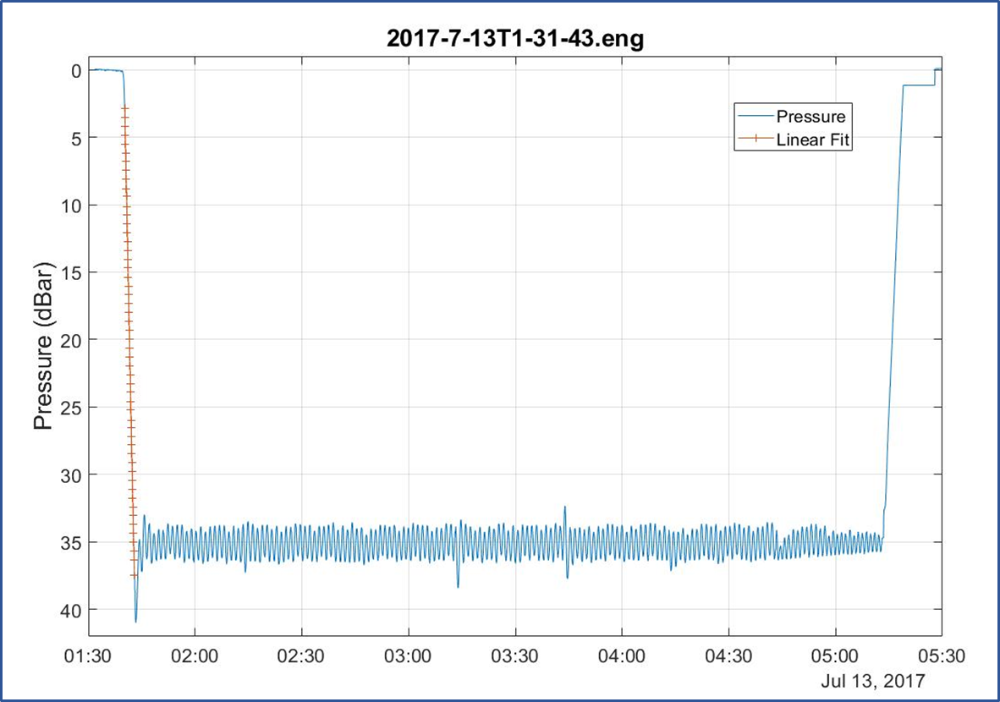 2017-7-13T1-31-43.eng
Pressure (dBar)
0
5
10
15
20
25
30
35
40
Pressure
Linear Fit
01:30 02:00 02:30 03:00 03:30 04:00 04:30 05:00 05:30
Jul 13, 2017